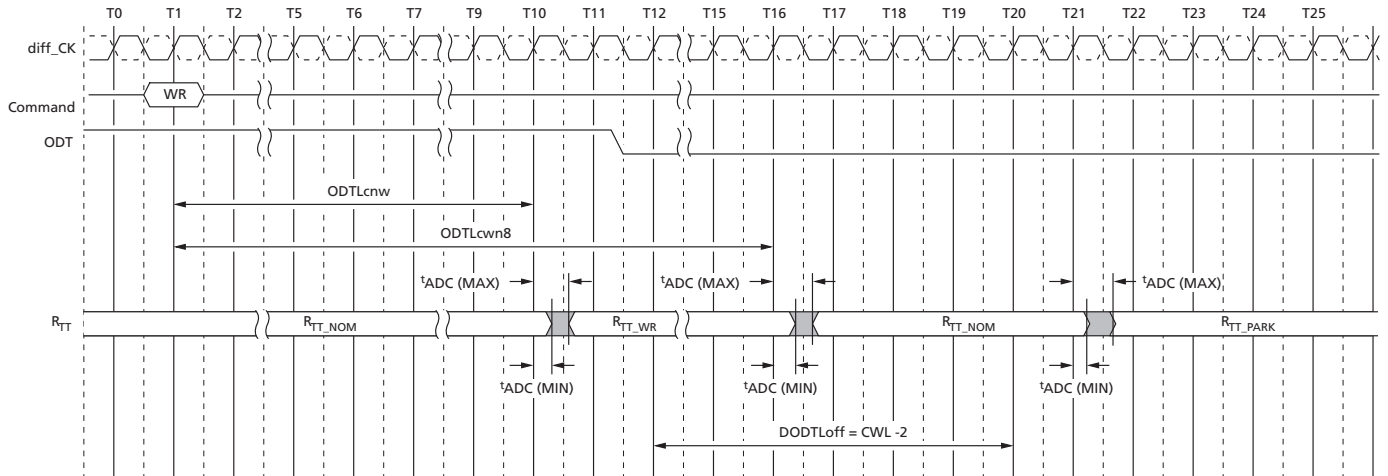 T0 T1 T2 T5 T6 T7 T9 T10 T11 T12 T15 T16 T17 T18 T19 T20 T21 T22 T23 T24 T25
diff_CK
WR
Command
ODT
ODTLcnw
ODTLcwn8
tADC (MAX) tADC (MAX) tADC (MAX)
RTT RTT_NOM RTT_WR RTT_NOM RTT_PARK
tADC (MIN) tADC (MIN) tADC (MIN)
DODTLoff = CWL -2